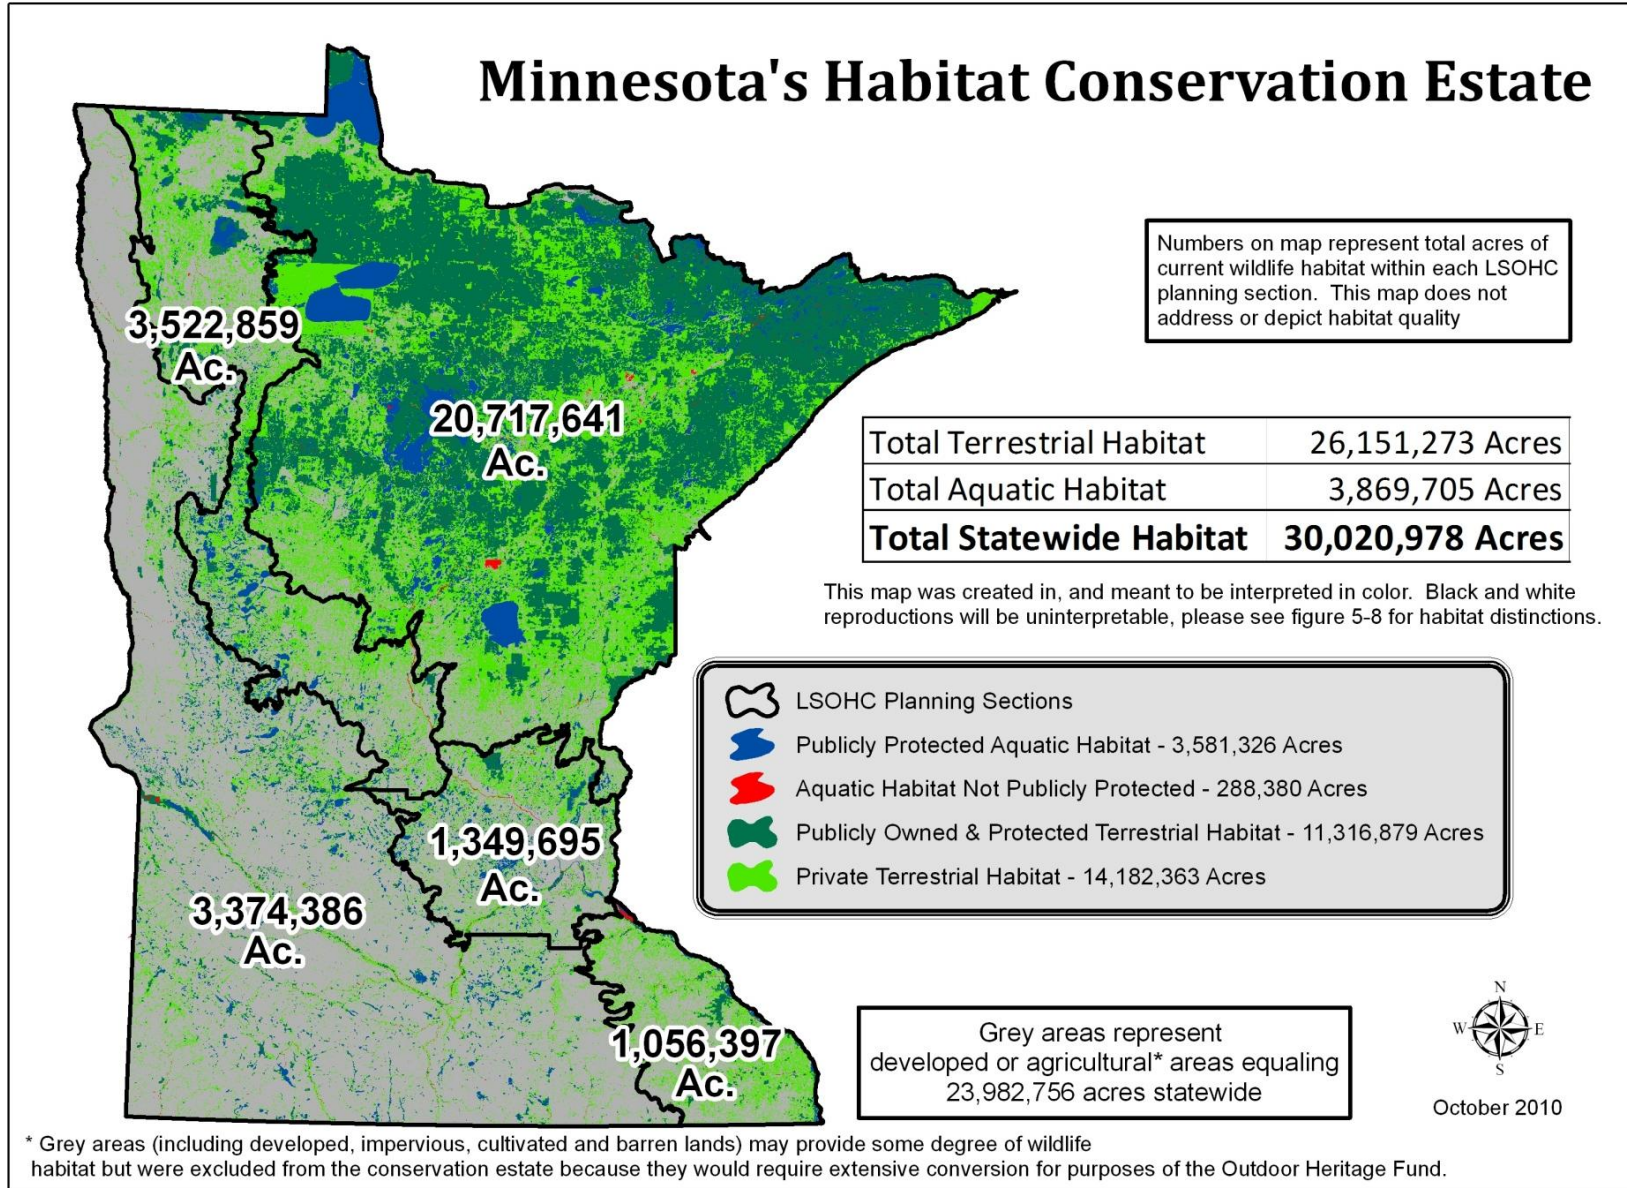 Minnesota's Habitat Conservation Estate
Numbers on map represent total acres of
current wildlife habitat within each LSOHC
planning section. This map does not
address or depict habitat quality
3,522,859
Ac.
20,717,641
Ac.
Total Terrestrial Habitat 26,151,273 Acres
Total Aquatic Habitat 3,869,705 Acres
Total Statewide Habitat 30,020,978 Acres
This map was created in, and meant to be interpreted in color. Black and white
reproductions will be uninterpretable, please see figure 5-8 for habitat distinctions.
LSOHC Planning Sections
Publicly Protected Aquatic Habitat - 3,581,326 Acres
Aquatic Habitat Not Publicly Protected - 288,380 Acres
Publicly Owned & Protected Terrestrial Habitat - 11,316,879 Acres
Private Terrestrial Habitat - 14,182,363 Acres
1,349,695
Ac.
3,374,386
Ac.
1,056,397
Ac.
Grey areas represent
developed or agricultural* areas equaling
23,982,756 acres statewide
N
W E
S
October 2010
* Grey areas (including developed, impervious, cultivated and barren lands) may provide some degree of wildlife
habitat but were excluded from the conservation estate because they would require extensive conversion for purposes of the Outdoor Heritage Fund.